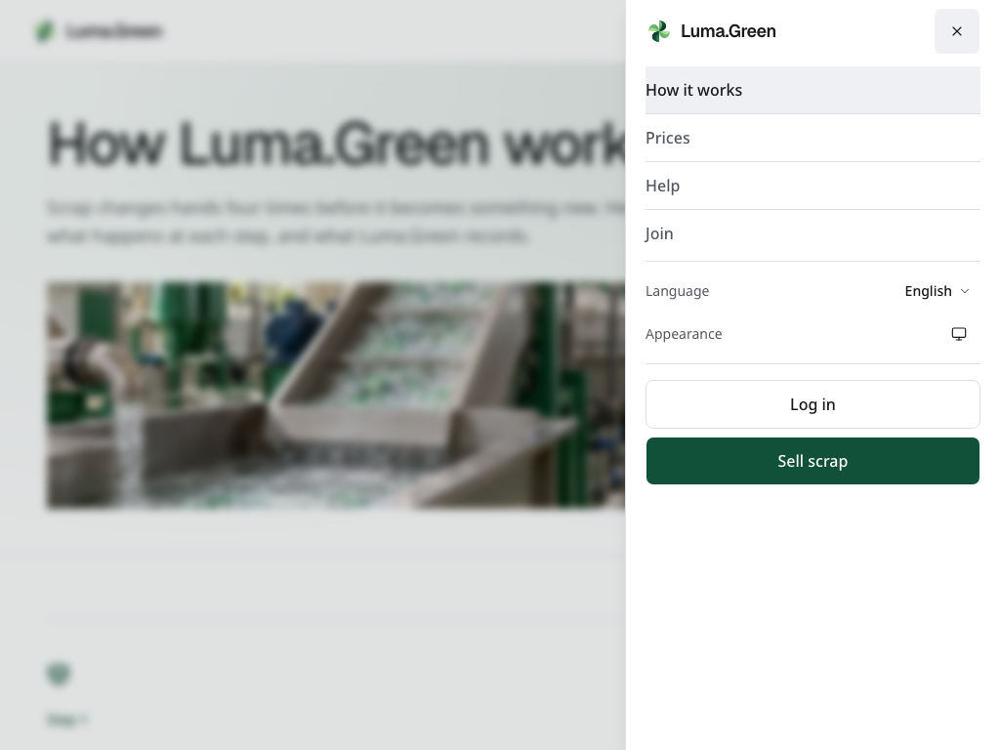 Luma.Green
How Luma.Green work
Scrap changes hands four times before it becomes something new. He
what happens at each step, and what Luma.Green records.
Step 1
Luma.Green
How it works
Prices
Help
Join
Language
English
Appearance
Log in
Sell scrap